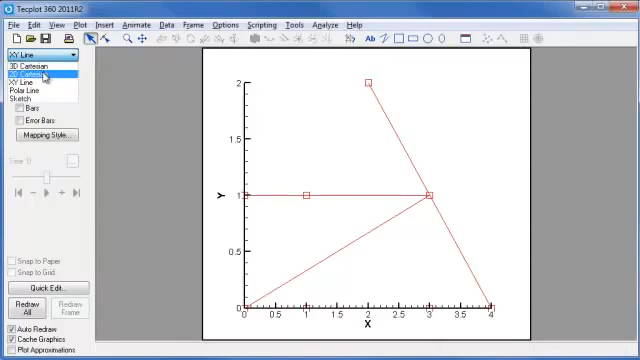 Tecplot 360 2011R2
File Edit View Plot Insert Animate Data Frame Options Scripting Tools Analyze Help
XY Line
3D Cartesian
2D Cartesian
XY Line
Polar Line
Sketch
Bars
Error Bars
Mapping Style...
Snap to Paper
Snap to Grid
Quick Edit...
Redraw All
Redraw Frame
Auto Redraw
Cache Graphics
Plot Approximations
Ab
2
1.5
1
0.5
0
Y
0 0.5 1 1.5 2 2.5 3 3.5 4
X